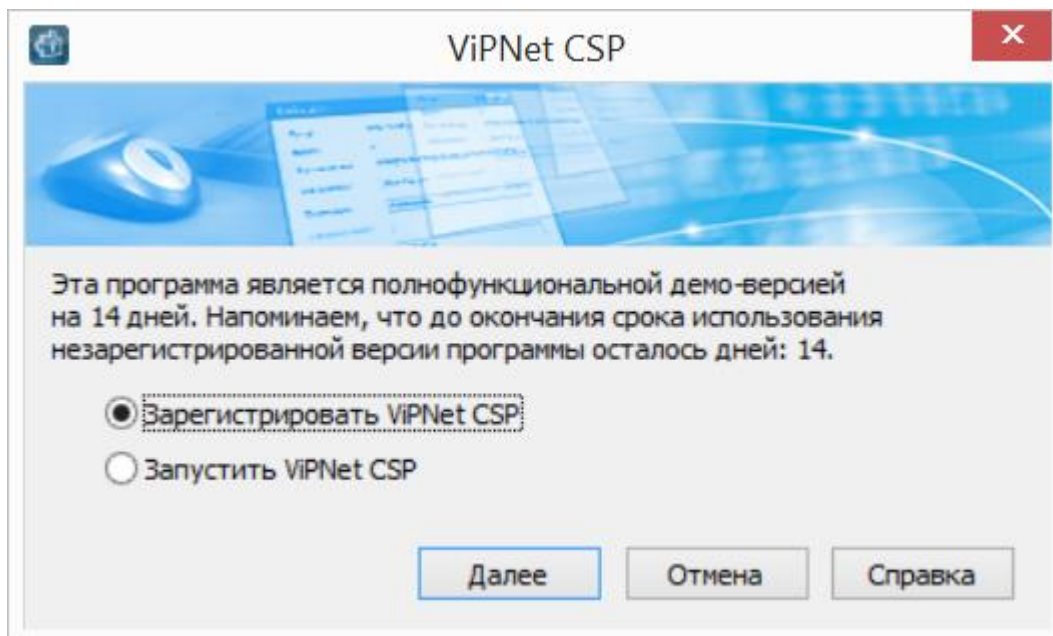 ViPNet CSP
Эта программа является полнофункциональной демо-версией
на 14 дней. Напоминаем, что до окончания срока использования
незарегистрированной версии программы осталось дней: 14.
Зарегистрировать ViPNet CSP
Запустить ViPNet CSP
Далее Отмена Справка